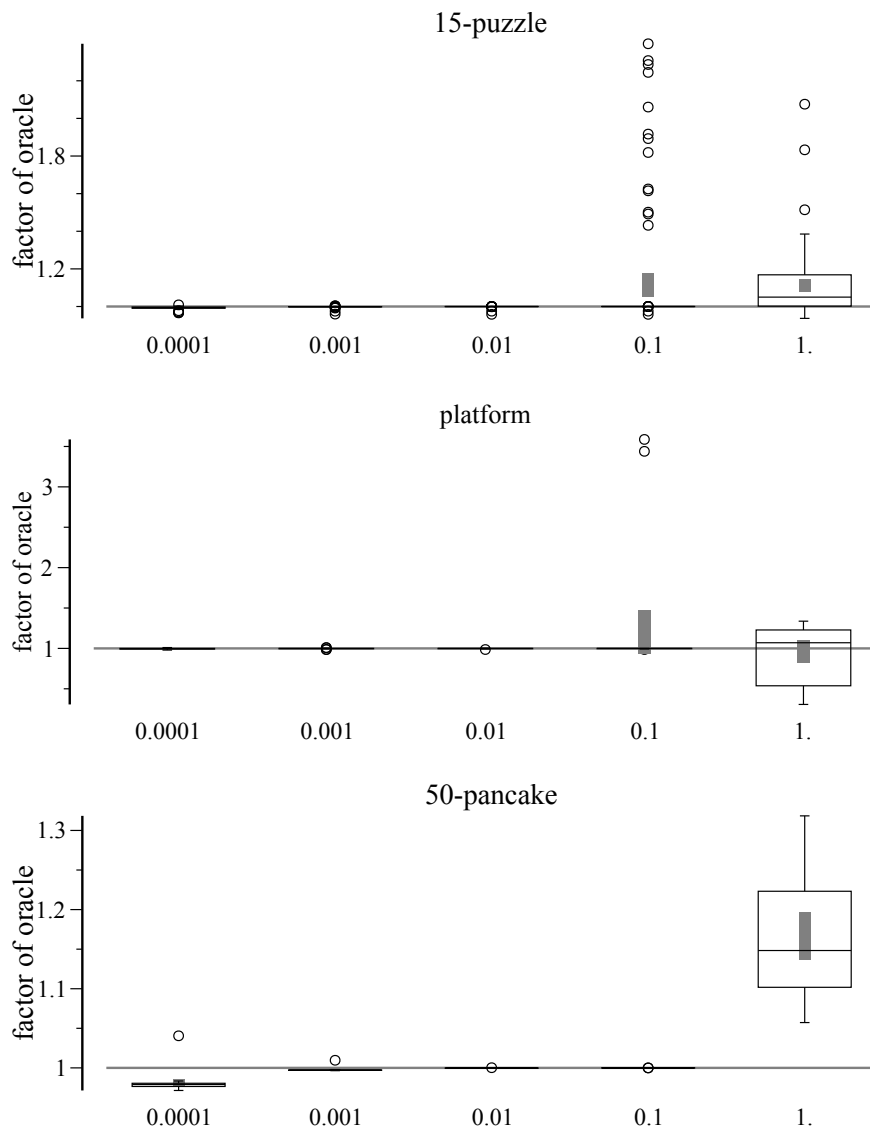 15-puzzle
factor of oracle
1.8
1.2
0.0001 0.001 0.01 0.1 1.
platform
factor of oracle
3
2
1
0.0001 0.001 0.01 0.1 1.
50-pancake
factor of oracle
1.3
1.2
1.1
1
0.0001 0.001 0.01 0.1 1.